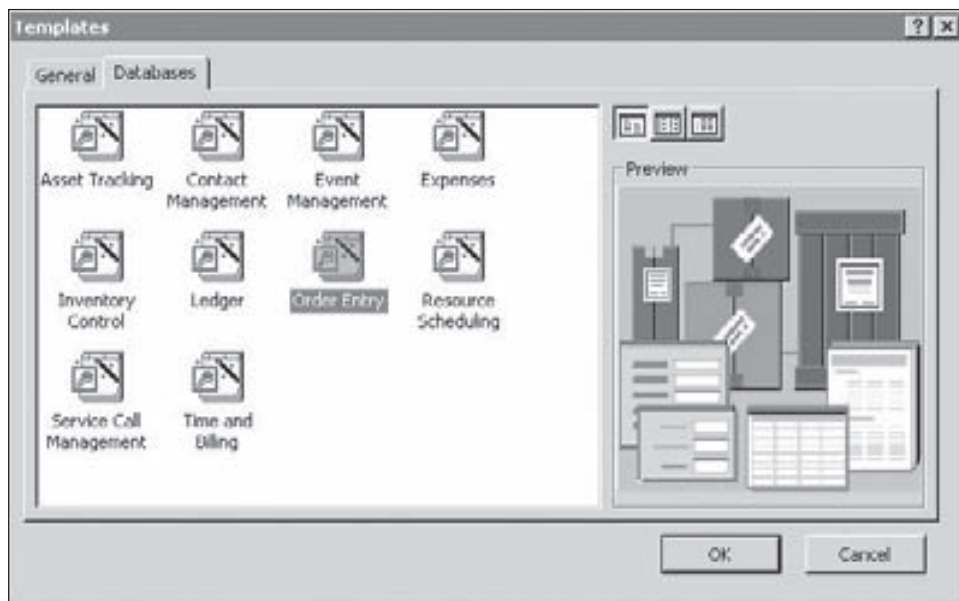 Templates
General Databases
Asset Tracking
Contact
Management
Event
Management
Expenses
Inventory
Control
Ledger
Order Entry
Resource
Scheduling
Service Call
Management
Time and
Billing
Preview
OK
Cancel